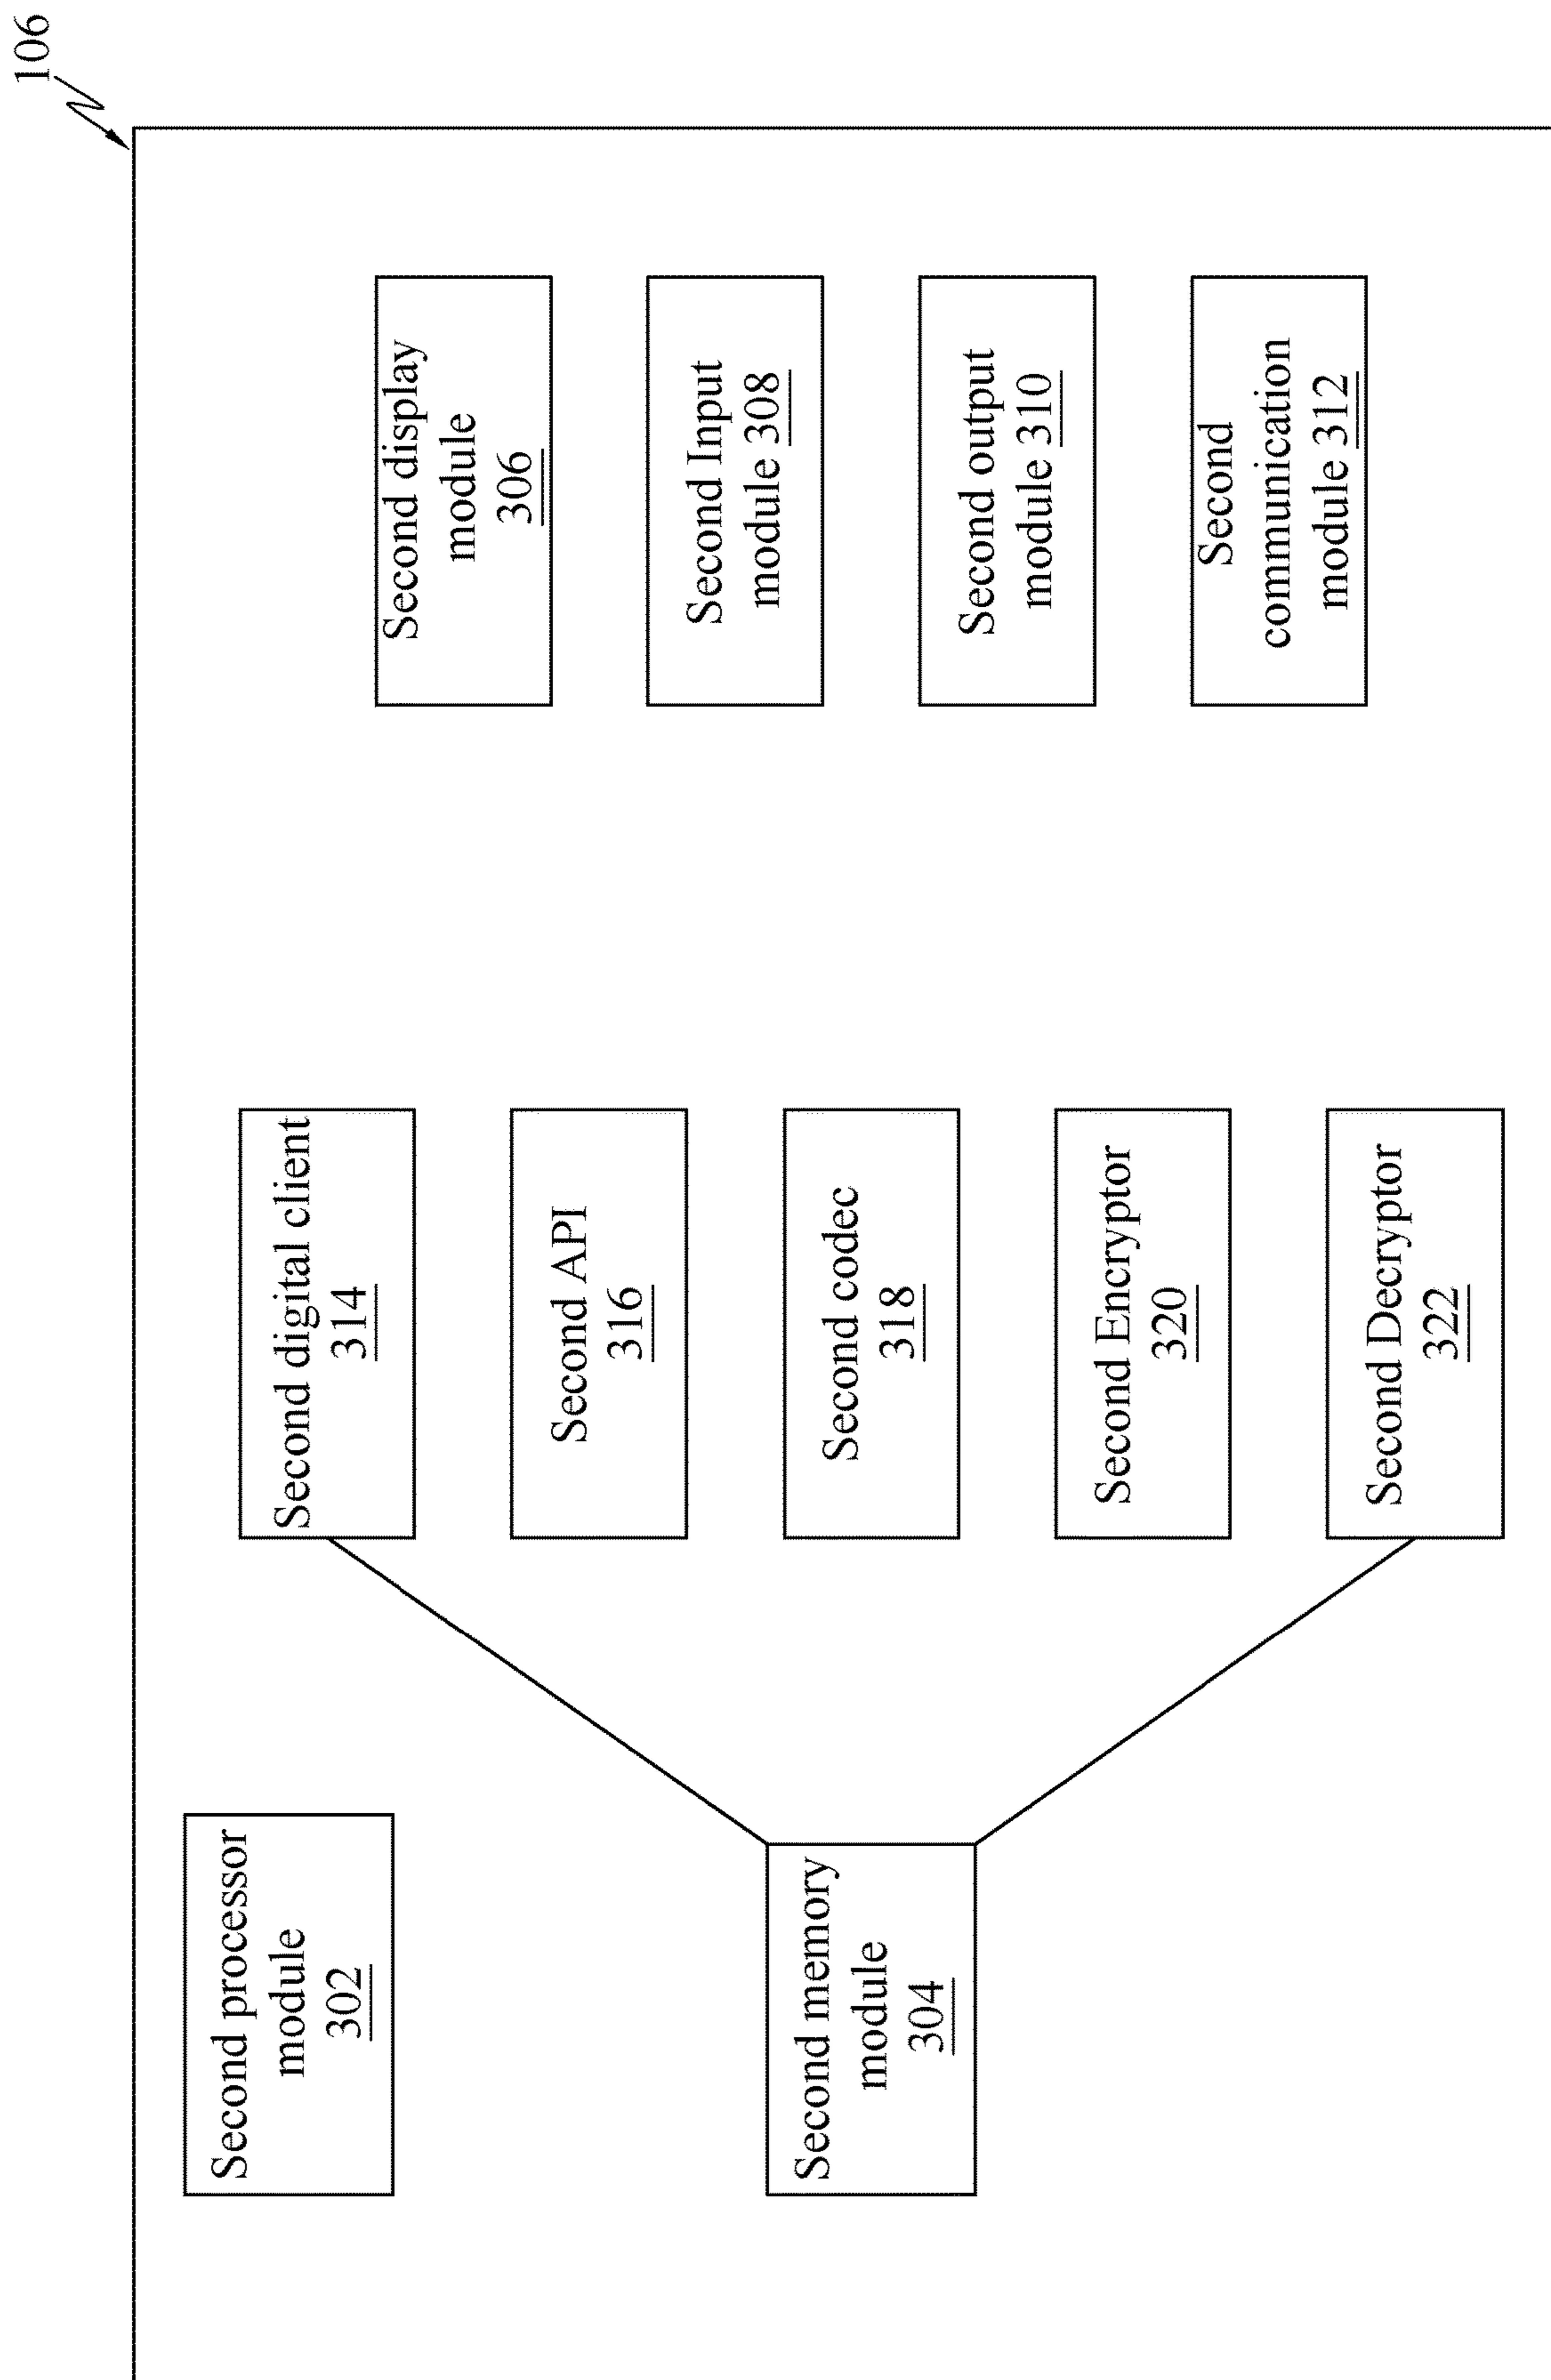 106
Second processor
module
302
Second memory
module
304
Second digital client
314
Second API
316
Second codec
318
Second Encryptor
320
Second Decryptor
322
Second display
module
306
Second Input
module 308
Second output
module 310
Second
communication
module 312